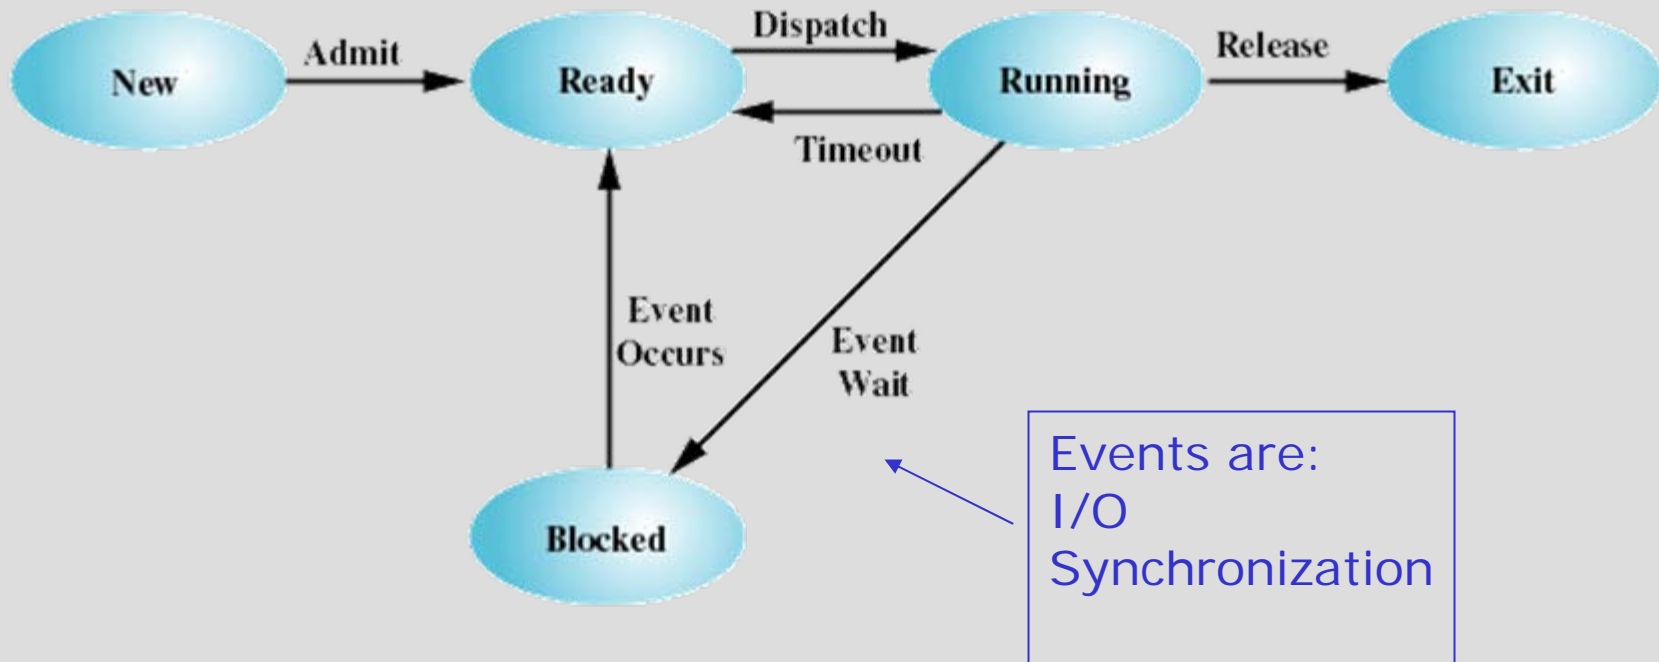 Dispatch
Admit
Release
New
Ready
Running
Exit
Timeout
Event
Occurs
Event
Wait
Blocked
Events are:
I/O
Synchronization